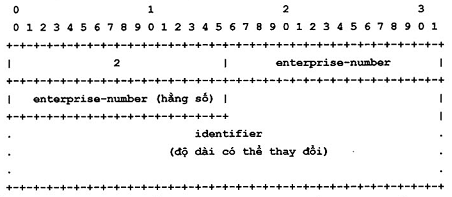 0 1 2 3
0 1 2 3 4 5 6 7 8 9 0 1 2 3 4 5 6 7 8 9 0 1 2 3 4 5 6 7 8 9 0 1
+-+-+-+-+-+-+-+-+-+-+-+-+-+-+-+-+-+-+-+-+-+-+-+-+-+-+-+-+-+-+-+-+
| 2 | enterprise-number |
+-+-+-+-+-+-+-+-+-+-+-+-+-+-+-+-+-+-+-+-+-+-+-+-+-+-+-+-+-+-+-+-+
| enterprise-number (hằng số) | |
+-+-+-+-+-+-+-+-+-+-+-+-+-+-+-+-+
. identifier .
. (độ dài có thể thay đổi) .
. .
+-+-+-+-+-+-+-+-+-+-+-+-+-+-+-+-+-+-+-+-+-+-+-+-+-+-+-+-+-+-+-+-+